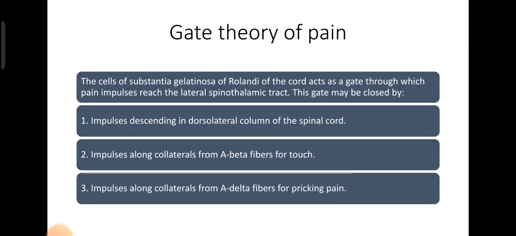 Gate theory of pain
The cells of substantia gelatinosa of Rolandi of the cord acts as a gate through which
pain impulses reach the lateral spinothalamic tract. This gate may be closed by:
1. Impulses descending in dorsolateral column of the spinal cord.
2. Impulses along collaterals from A-beta fibers for touch.
3. Impulses along collaterals from A-delta fibers for pricking pain.